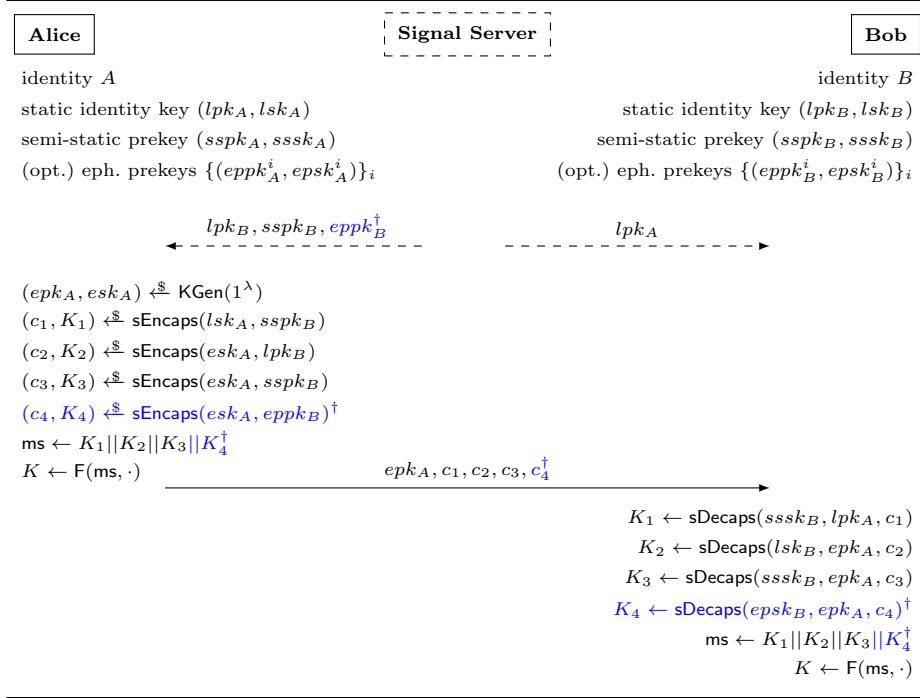 Alice Signal Server Bob
identity A identity B
static identity key (lpk_A, lsk_A) static identity key (lpk_B, lsk_B)
semi-static prekey (sspk_A, sssk_A) semi-static prekey (sspk_B, sssk_B)
(opt.) eph. prekeys {(eppk_A^i, epsk_A^i)}_i (opt.) eph. prekeys {(eppk_B^i, epsk_B^i)}_i
lpk_B, sspk_B, eppk_B^† lpk_A
(epk_A, esk_A) ←$ KGen(1^λ)
(c_1, K_1) ←$ sEncaps(lsk_A, sspk_B)
(c_2, K_2) ←$ sEncaps(esk_A, lpk_B)
(c_3, K_3) ←$ sEncaps(esk_A, sspk_B)
(c_4, K_4) ←$ sEncaps(esk_A, eppk_B)^†
ms ← K_1||K_2||K_3||K_4^†
K ← F(ms, ·) epk_A, c_1, c_2, c_3, c_4^†
K_1 ← sDecaps(sssk_B, lpk_A, c_1)
K_2 ← sDecaps(lsk_B, epk_A, c_2)
K_3 ← sDecaps(sssk_B, epk_A, c_3)
K_4 ← sDecaps(epsk_B, epk_A, c_4)^†
ms ← K_1||K_2||K_3||K_4^†
K ← F(ms, ·)